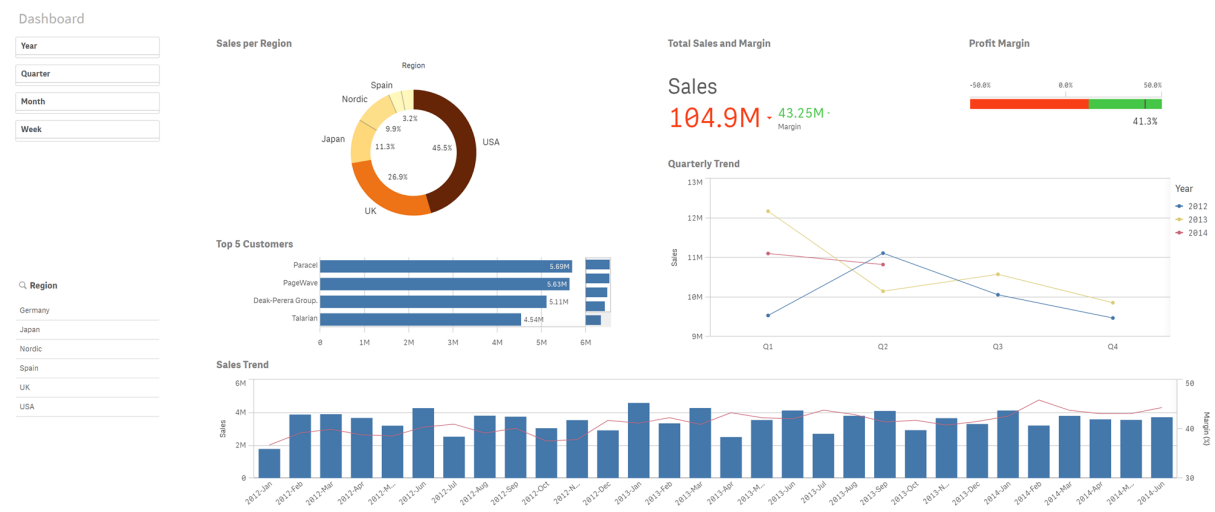 Dashboard
Year
Quarter
Month
Week
Region
Germany
Japan
Nordic
Spain
UK
USA
Sales per Region
Region
Spain
Nordic
Japan
UK
USA
3.2%
9.9%
11.3%
26.9%
45.5%
Total Sales and Margin
Sales
104.9M
43.25M
Margin
Profit Margin
-50.0%
0.0%
50.0%
41.3%
Top 5 Customers
Paracel
5.69M
PageWave
5.63M
Deak-Perera Group.
5.11M
Talarian
4.54M
0 1M 2M 3M 4M 5M 6M
Quarterly Trend
13M
12M
11M
10M
9M
Sales
Q1 Q2 Q3 Q4
Year
2012
2013
2014
Sales Trend
6M
4M
2M
0
Sales
50
40
30
Margin (%)
2012-Jan 2012-Feb 2012-Mar 2012-Apr 2012-M... 2012-Jun 2012-Jul 2012-Aug 2012-Sep 2012-Oct 2012-N... 2012-Dec 2013-Jan 2013-Feb 2013-Mar 2013-Apr 2013-M... 2013-Jun 2013-Jul 2013-Aug 2013-Sep 2013-Oct 2013-N... 2013-Dec 2014-Jan 2014-Feb 2014-Mar 2014-Apr 2014-M... 2014-Jun